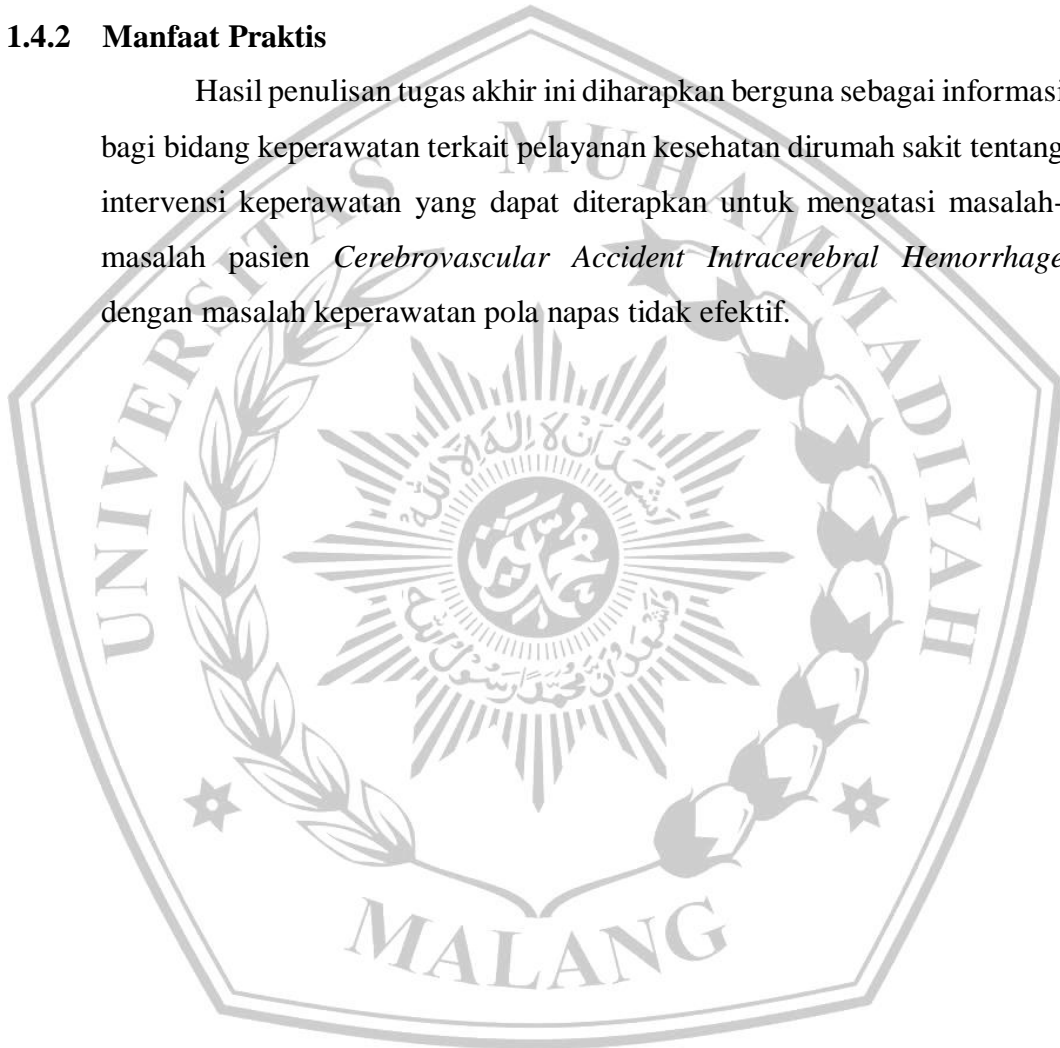 1.4.2 Manfaat Praktis
Hasil penulisan tugas akhir ini diharapkan berguna sebagai informasi
bagi bidang keperawatan terkait pelayanan kesehatan dirumah sakit tentang
intervensi keperawatan yang dapat diterapkan untuk mengatasi masalah-
masalah pasien Cerebrovascular Accident Intracerebral Hemorrhage
dengan masalah keperawatan pola napas tidak efektif.
UNIVERSITAS MUHAMMADIYAH
MALANG